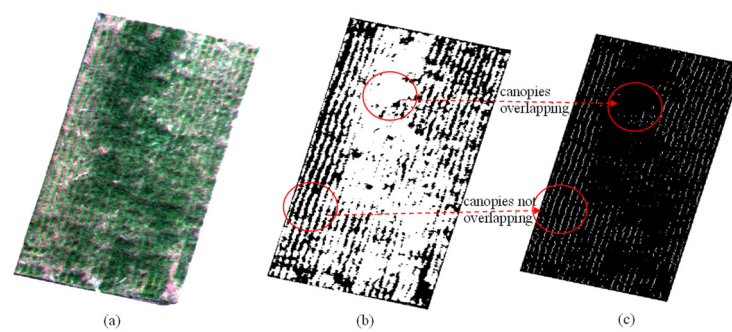 canopies
overlapping
canopies not
overlapping
(a)
(b)
(c)